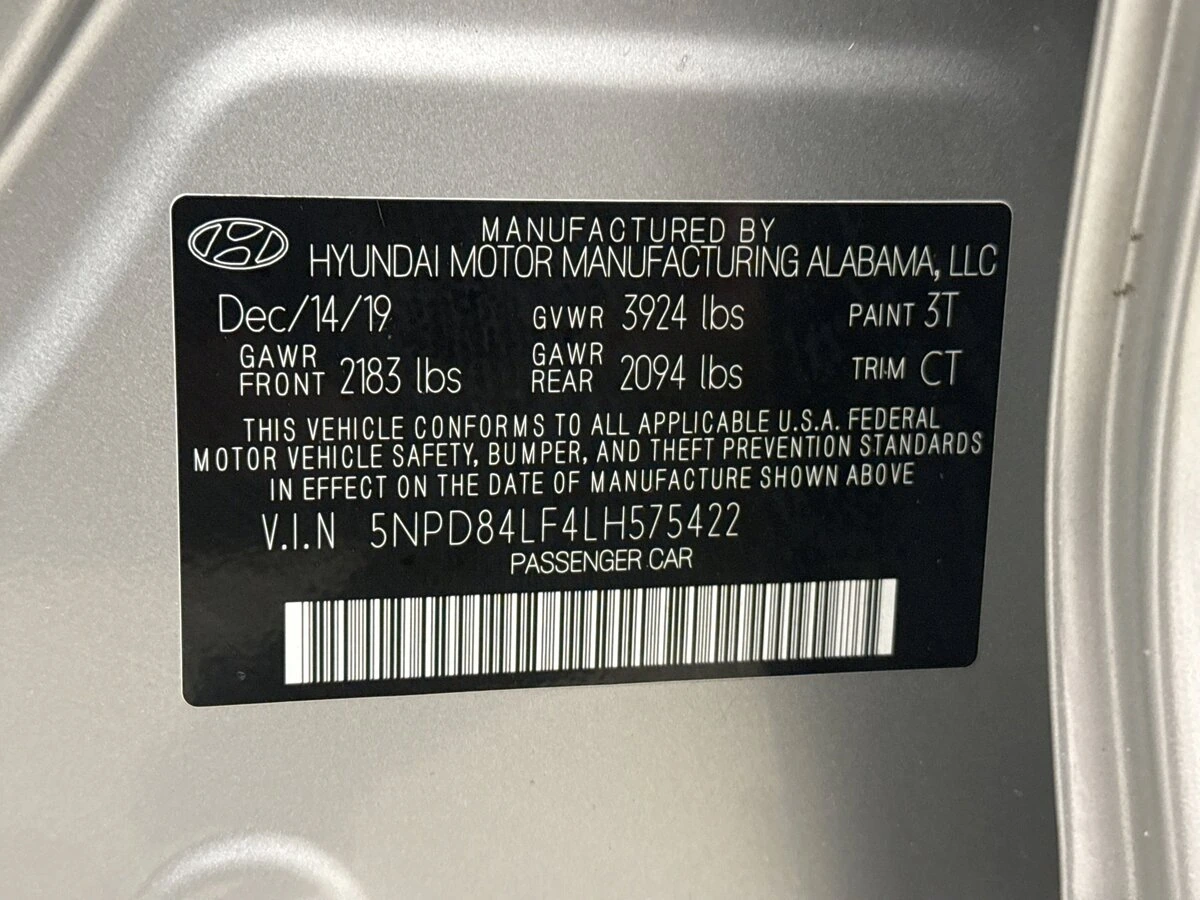 MANUFACTURED BY
HYUNDAI MOTOR MANUFACTURING ALABAMA, LLC
Dec/14/19 GVWR 3924 lbs PAINT 3T
GAWR FRONT 2183 lbs GAWR REAR 2094 lbs TRIM CT
THIS VEHICLE CONFORMS TO ALL APPLICABLE U.S.A. FEDERAL
MOTOR VEHICLE SAFETY, BUMPER, AND THEFT PREVENTION STANDARDS
IN EFFECT ON THE DATE OF MANUFACTURE SHOWN ABOVE
V.I.N 5NPD84LF4LH575422
PASSENGER CAR